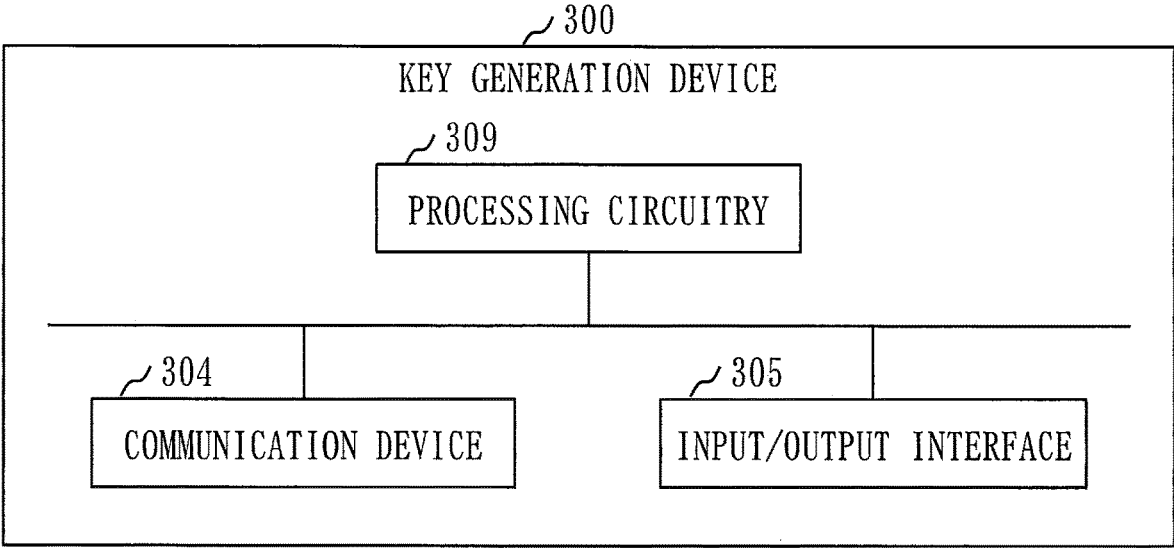 300
KEY GENERATION DEVICE
309
PROCESSING CIRCUITRY
304
305
COMMUNICATION DEVICE
INPUT/OUTPUT INTERFACE